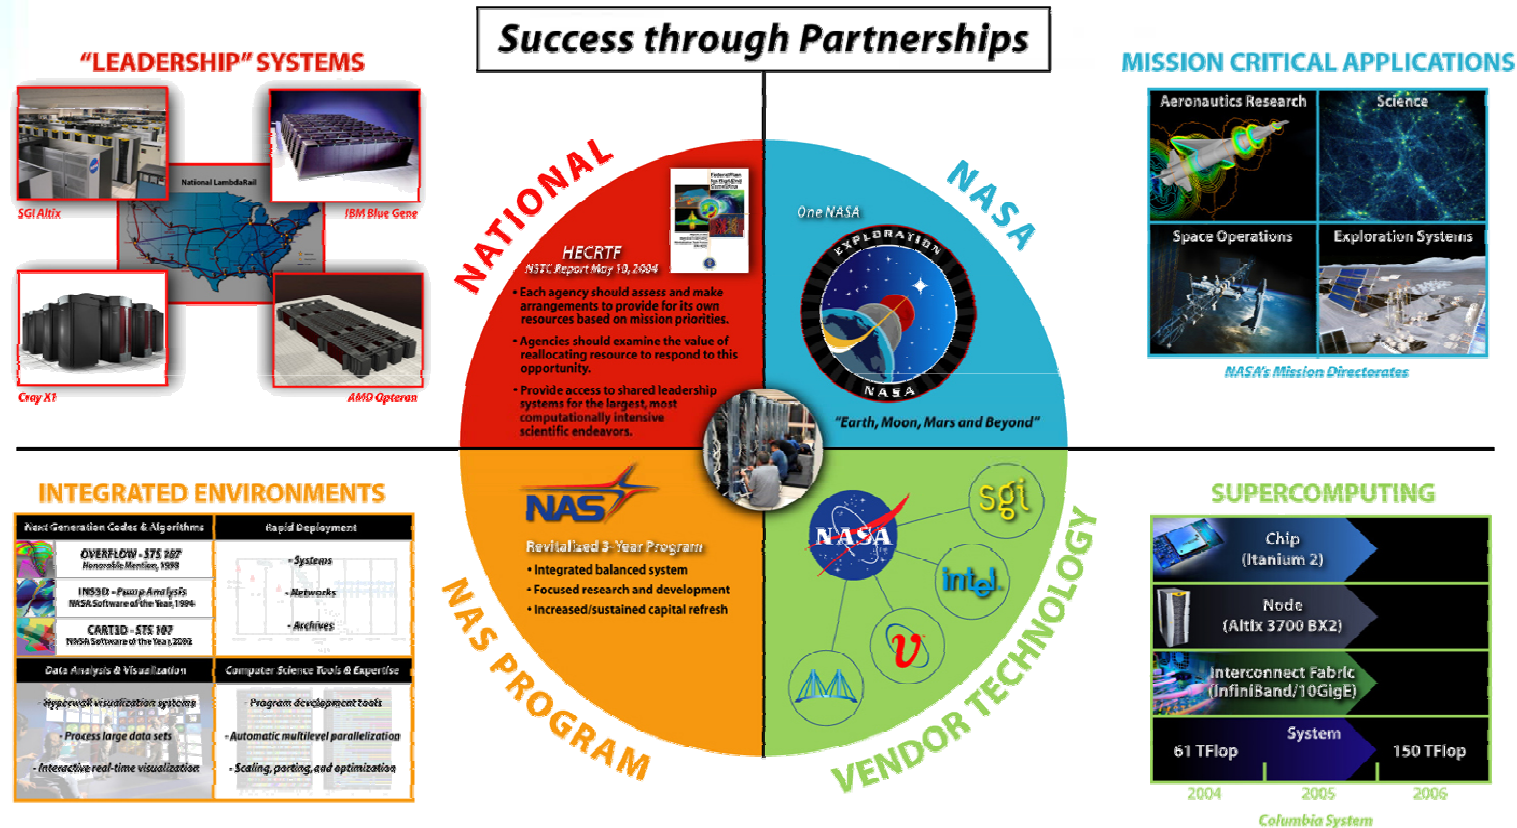 Success through Partnerships
“LEADERSHIP” SYSTEMS
National LambdaRail
SGI Altix
IBM Blue Gene
Cray X1
AMD Opteron
NATIONAL
HECRTF
NSTC Report May 10, 2004
• Each agency should assess and make
arrangements to provide for its own
resources based on mission priorities.
• Agencies should examine the value of
reallocating resource to respond to this
opportunity.
• Provide access to shared leadership
systems for the largest, most
computationally intensive
scientific endeavors.
NASA
One NASA
EXPLORATION
NASA
“Earth, Moon, Mars and Beyond”
MISSION CRITICAL APPLICATIONS
Aeronautics Research
Science
Space Operations
Exploration Systems
NASA's Mission Directorates
INTEGRATED ENVIRONMENTS
Next Generation Codes & Algorithms
OVERFLOW - STS 107
Honorable Mention,
INS3D - Pump Analysis
NASA Software of the Year, 1994
CART3D - STS 107
NASA Software of the Year, 2002
Rapid Deployment
- Systems
- Networks
- Archives
Data Analysis & Visualization
- Hyperwall visualization systems
- Process large data sets
- Interactive real-time visualization
Computer Science Tools & Expertise
- Program development tools
- Automatic multilevel parallelization
- Scaling, porting, and optimization
NAS PROGRAM
NAS
Revitalized 3-Year Program
• Integrated balanced system
• Focused research and development
• Increased/sustained capital refresh
VENDOR TECHNOLOGY
NASA
sgi
intel
V
SUPERCOMPUTING
Chip
(Itanium 2)
Node
(Altix 3700 BX2)
Interconnect Fabric
(InfiniBand/10GigE)
System
61 TFlop
150 TFlop
2004
2005
2006
Columbia System